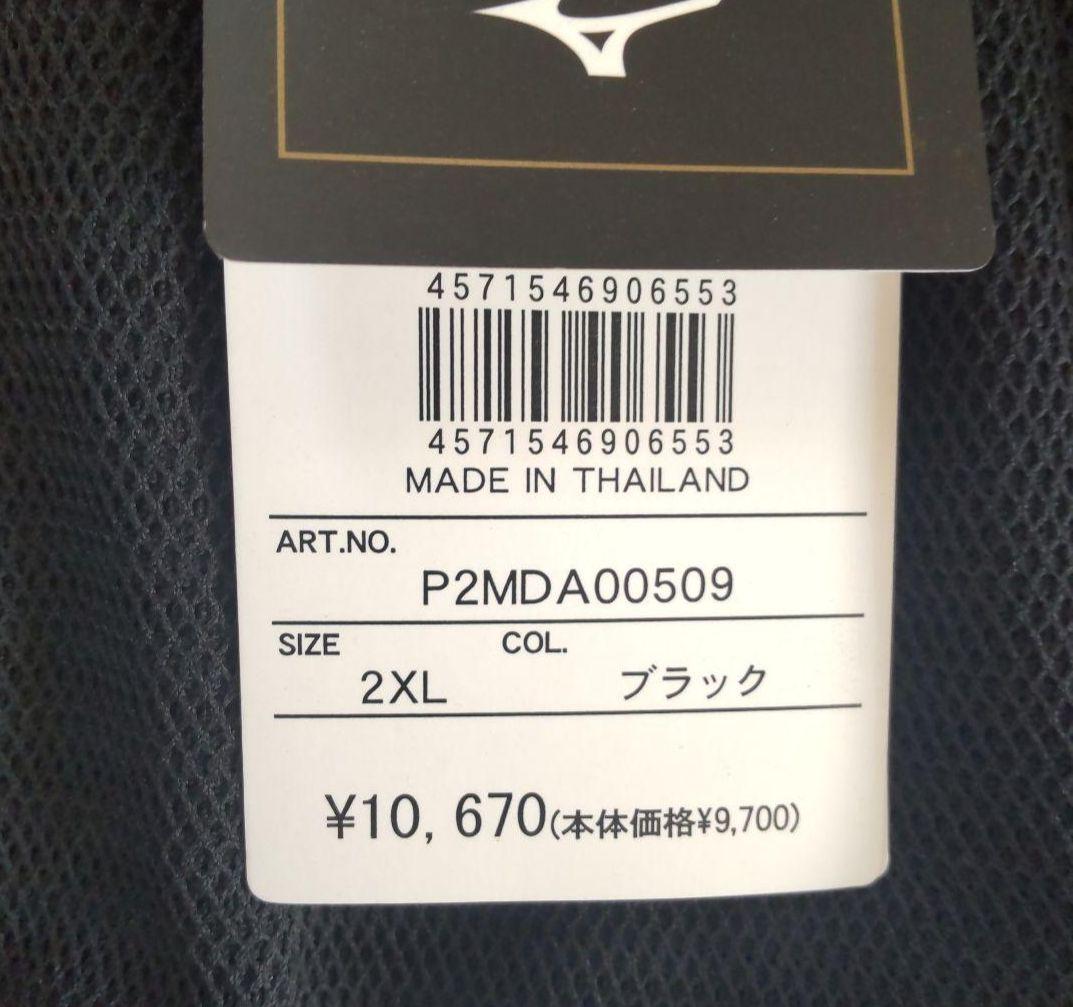 4571546906553
4571546906553
MADE IN THAILAND
ART.NO.
P2MDA00509
SIZE COL.
2XL ブラック
¥10,670(本体価格¥9,700)